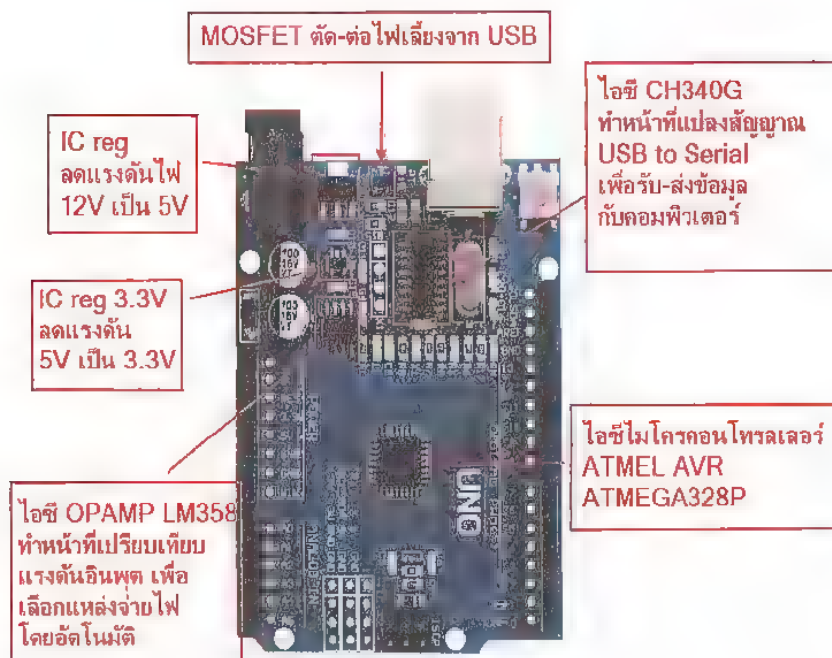 MOSFET ตัด-ต่อไฟเลี้ยงจาก USB
ไอซี CH340G
ทำหน้าที่แปลงสัญญาณ
USB to Serial
เพื่อรับ-ส่งข้อมูล
กับคอมพิวเตอร์
IC reg
ลดแรงดันไฟ
12V เป็น 5V
IC reg 3.3V
ลดแรงดัน
5V เป็น 3.3V
ไอซีไมโครคอนโทรลเลอร์
ATMEL AVR
ATMEGA328P
ไอซี OPAMP LM358
ทำหน้าที่เปรียบเทียบ
แรงดันอินพุต เพื่อ
เลือกแหล่งจ่ายไฟ
โดยอัตโนมัติ
100
16V
VT
100
16V
VT
UNO
ICSP